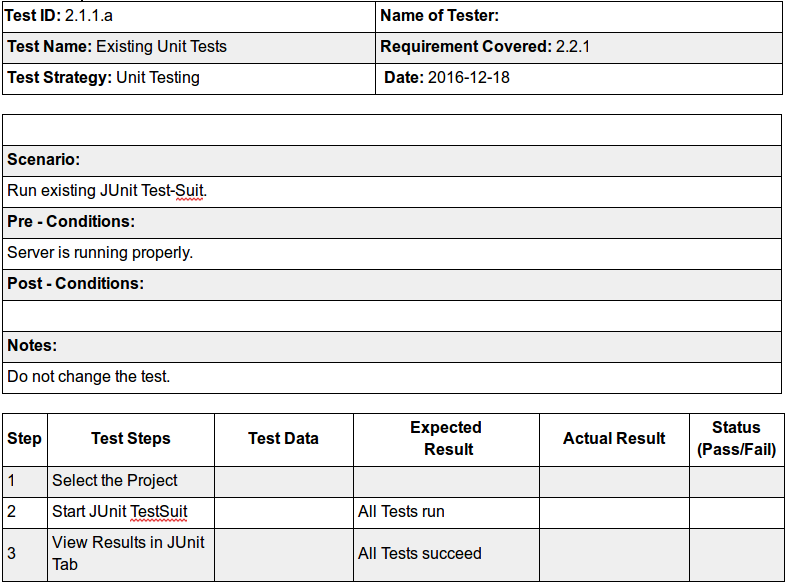 Test ID: 2.1.1.a Name of Tester:
Test Name: Existing Unit Tests Requirement Covered: 2.2.1
Test Strategy: Unit Testing Date: 2016-12-18
Scenario:
Run existing JUnit Test-Suit.
Pre - Conditions:
Server is running properly.
Post - Conditions:
Notes:
Do not change the test.
Step Test Steps Test Data Expected Result Actual Result Status (Pass/Fail)
1 Select the Project
2 Start JUnit TestSuit All Tests run
3 View Results in JUnit Tab All Tests succeed